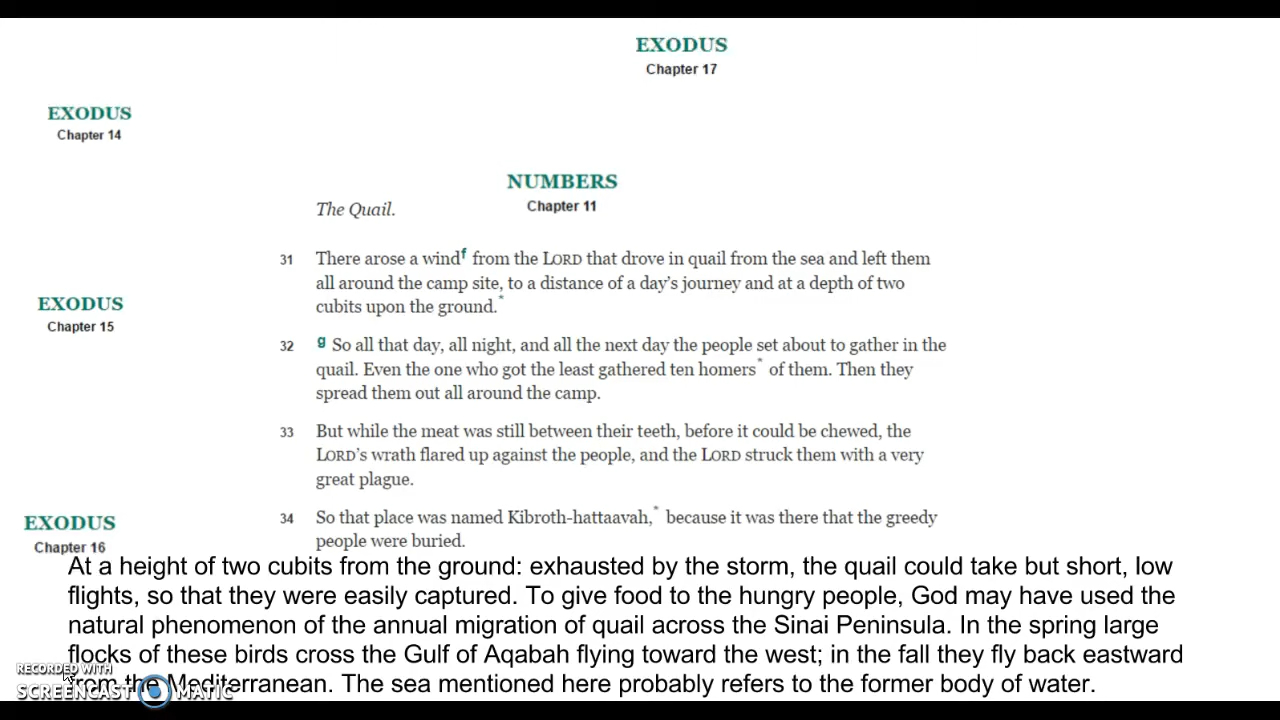 EXODUS
Chapter 17
EXODUS
Chapter 14
NUMBERS
Chapter 11
The Quail.
31 There arose a wind^f from the LORD that drove in quail from the sea and left them
all around the camp site, to a distance of a day's journey and at a depth of two
cubits upon the ground.*
EXODUS
Chapter 15
32 g So all that day, all night, and all the next day the people set about to gather in the
quail. Even the one who got the least gathered ten homers* of them. Then they
spread them out all around the camp.
33 But while the meat was still between their teeth, before it could be chewed, the
LORD's wrath flared up against the people, and the LORD struck them with a very
great plague.
34 So that place was named Kibroth-hattaavah,* because it was there that the greedy
people were buried.
EXODUS
Chapter 16
At a height of two cubits from the ground: exhausted by the storm, the quail could take but short, low
flights, so that they were easily captured. To give food to the hungry people, God may have used the
natural phenomenon of the annual migration of quail across the Sinai Peninsula. In the spring large
flocks of these birds cross the Gulf of Aqabah flying toward the west; in the fall they fly back eastward
from the Mediterranean. The sea mentioned here probably refers to the former body of water.
RECORDED WITH
SCREENCAST MATIC